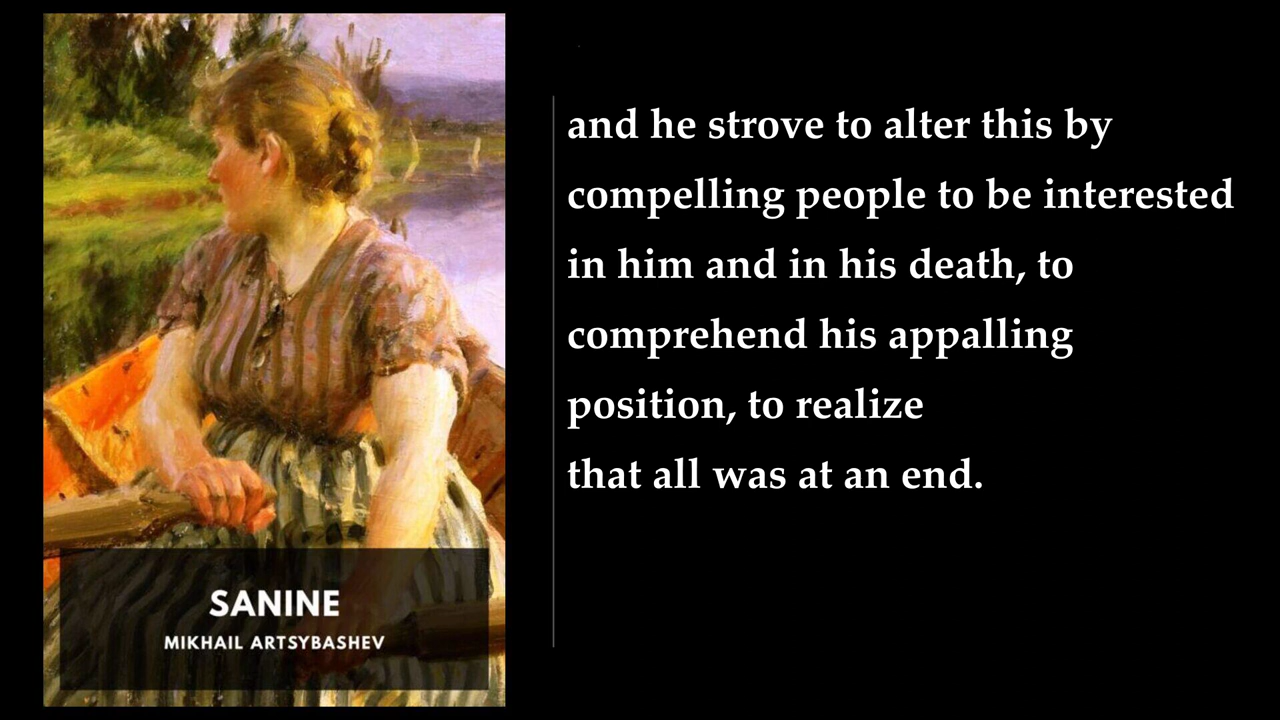 SANINE
MIKHAIL ARTSYBASHEV
and he strove to alter this by
compelling people to be interested
in him and in his death, to
comprehend his appalling
position, to realize
that all was at an end.